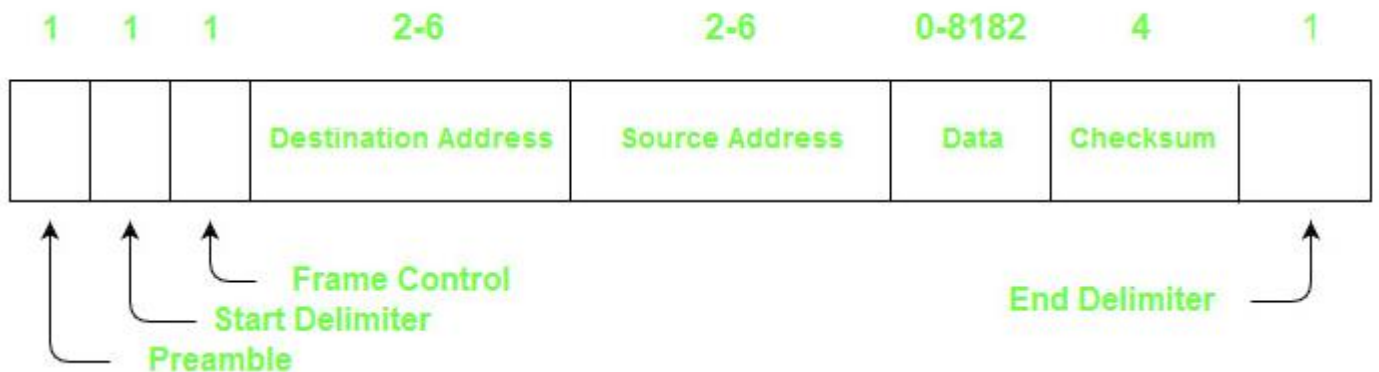 1 1 1 2-6 2-6 0-8182 4 1
Destination Address Source Address Data Checksum
Frame Control
End Delimiter
Start Delimiter
Preamble